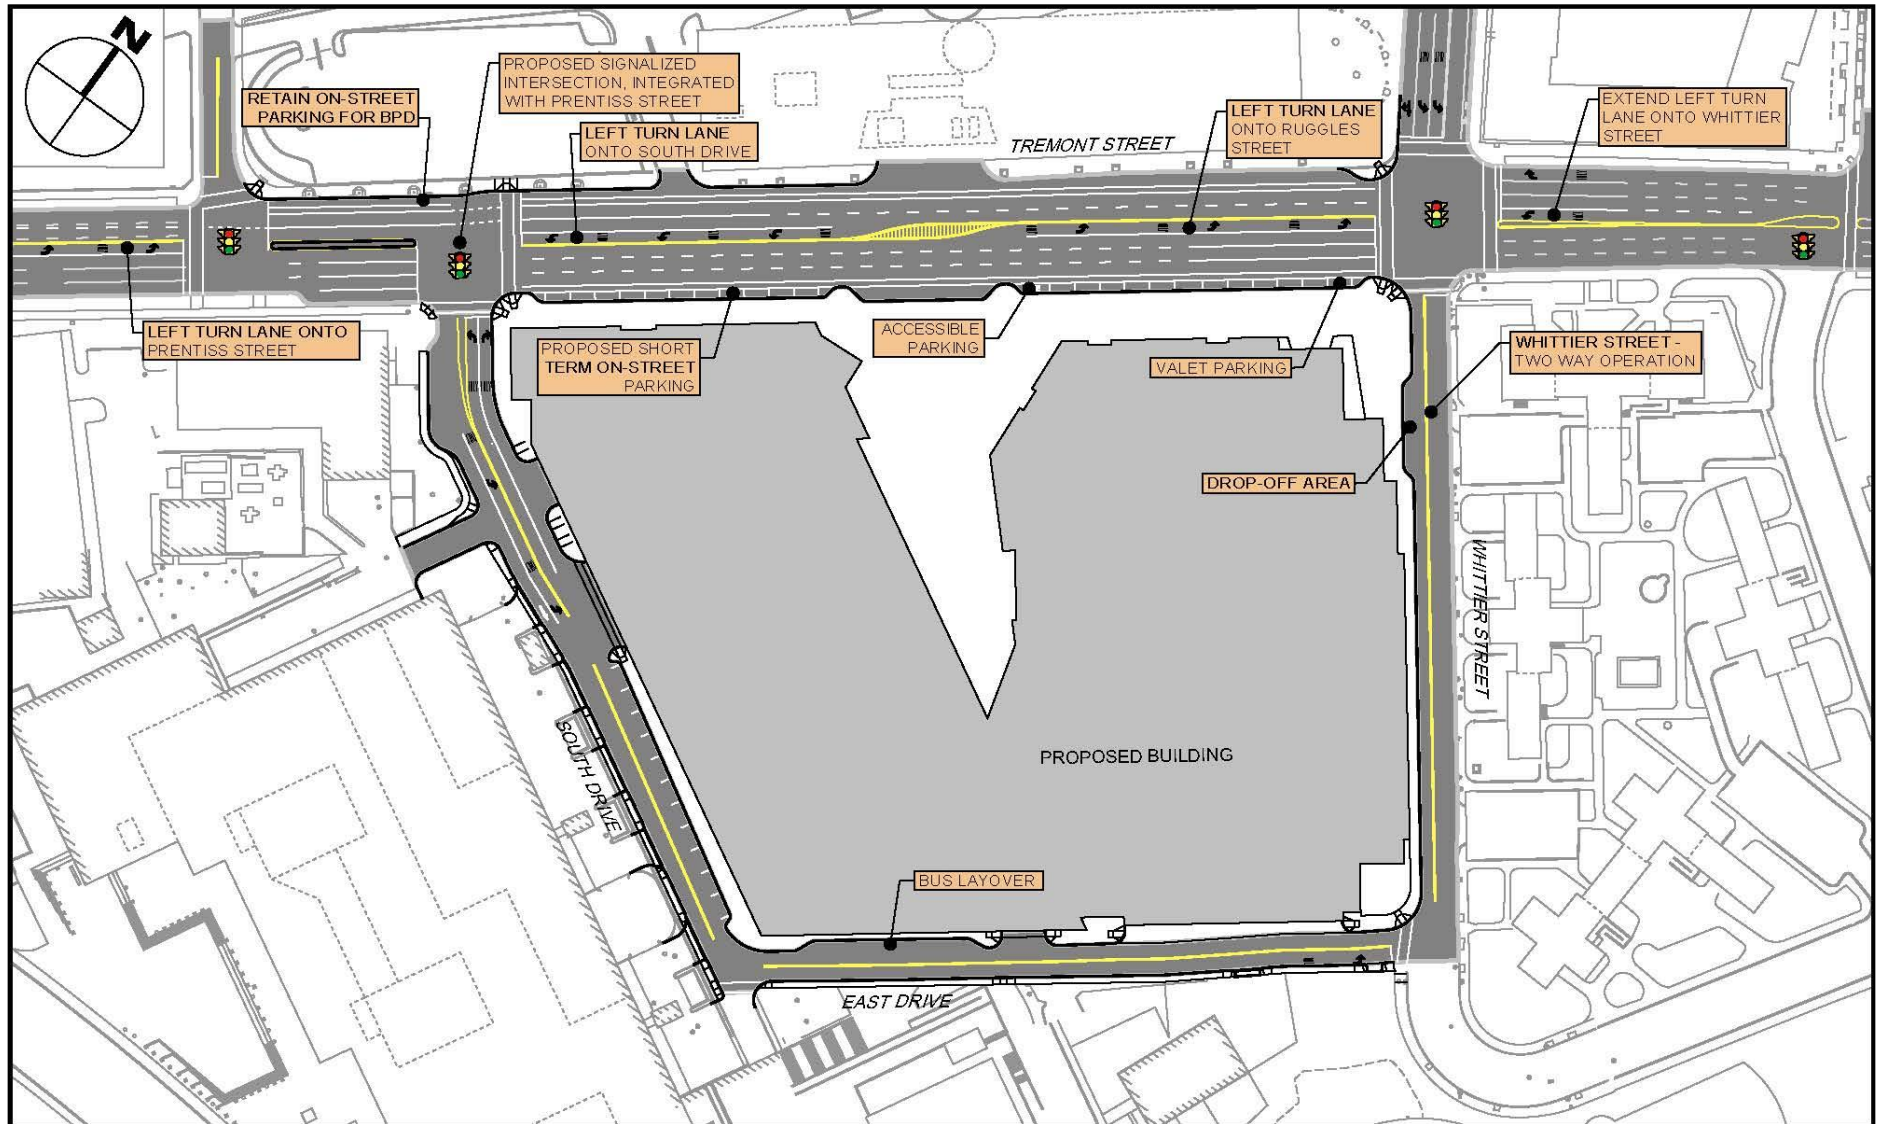 N
PROPOSED SIGNALIZED
INTERSECTION, INTEGRATED
WITH PRENTISS STREET
RETAIN ON-STREET
PARKING FOR BPD
LEFT TURN LANE
ONTO SOUTH DRIVE
TREMONT STREET
LEFT TURN LANE
ONTO RUGGLES
STREET
EXTEND LEFT TURN
LANE ONTO WHITTIER
STREET
LEFT TURN LANE ONTO
PRENTISS STREET
PROPOSED SHORT
TERM ON-STREET
PARKING
ACCESSIBLE
PARKING
VALET PARKING
WHITTIER STREET -
TWO WAY OPERATION
DROP-OFF AREA
WHITTIER STREET
SOUTH DRIVE
PROPOSED BUILDING
BUS LAYOVER
EAST DRIVE